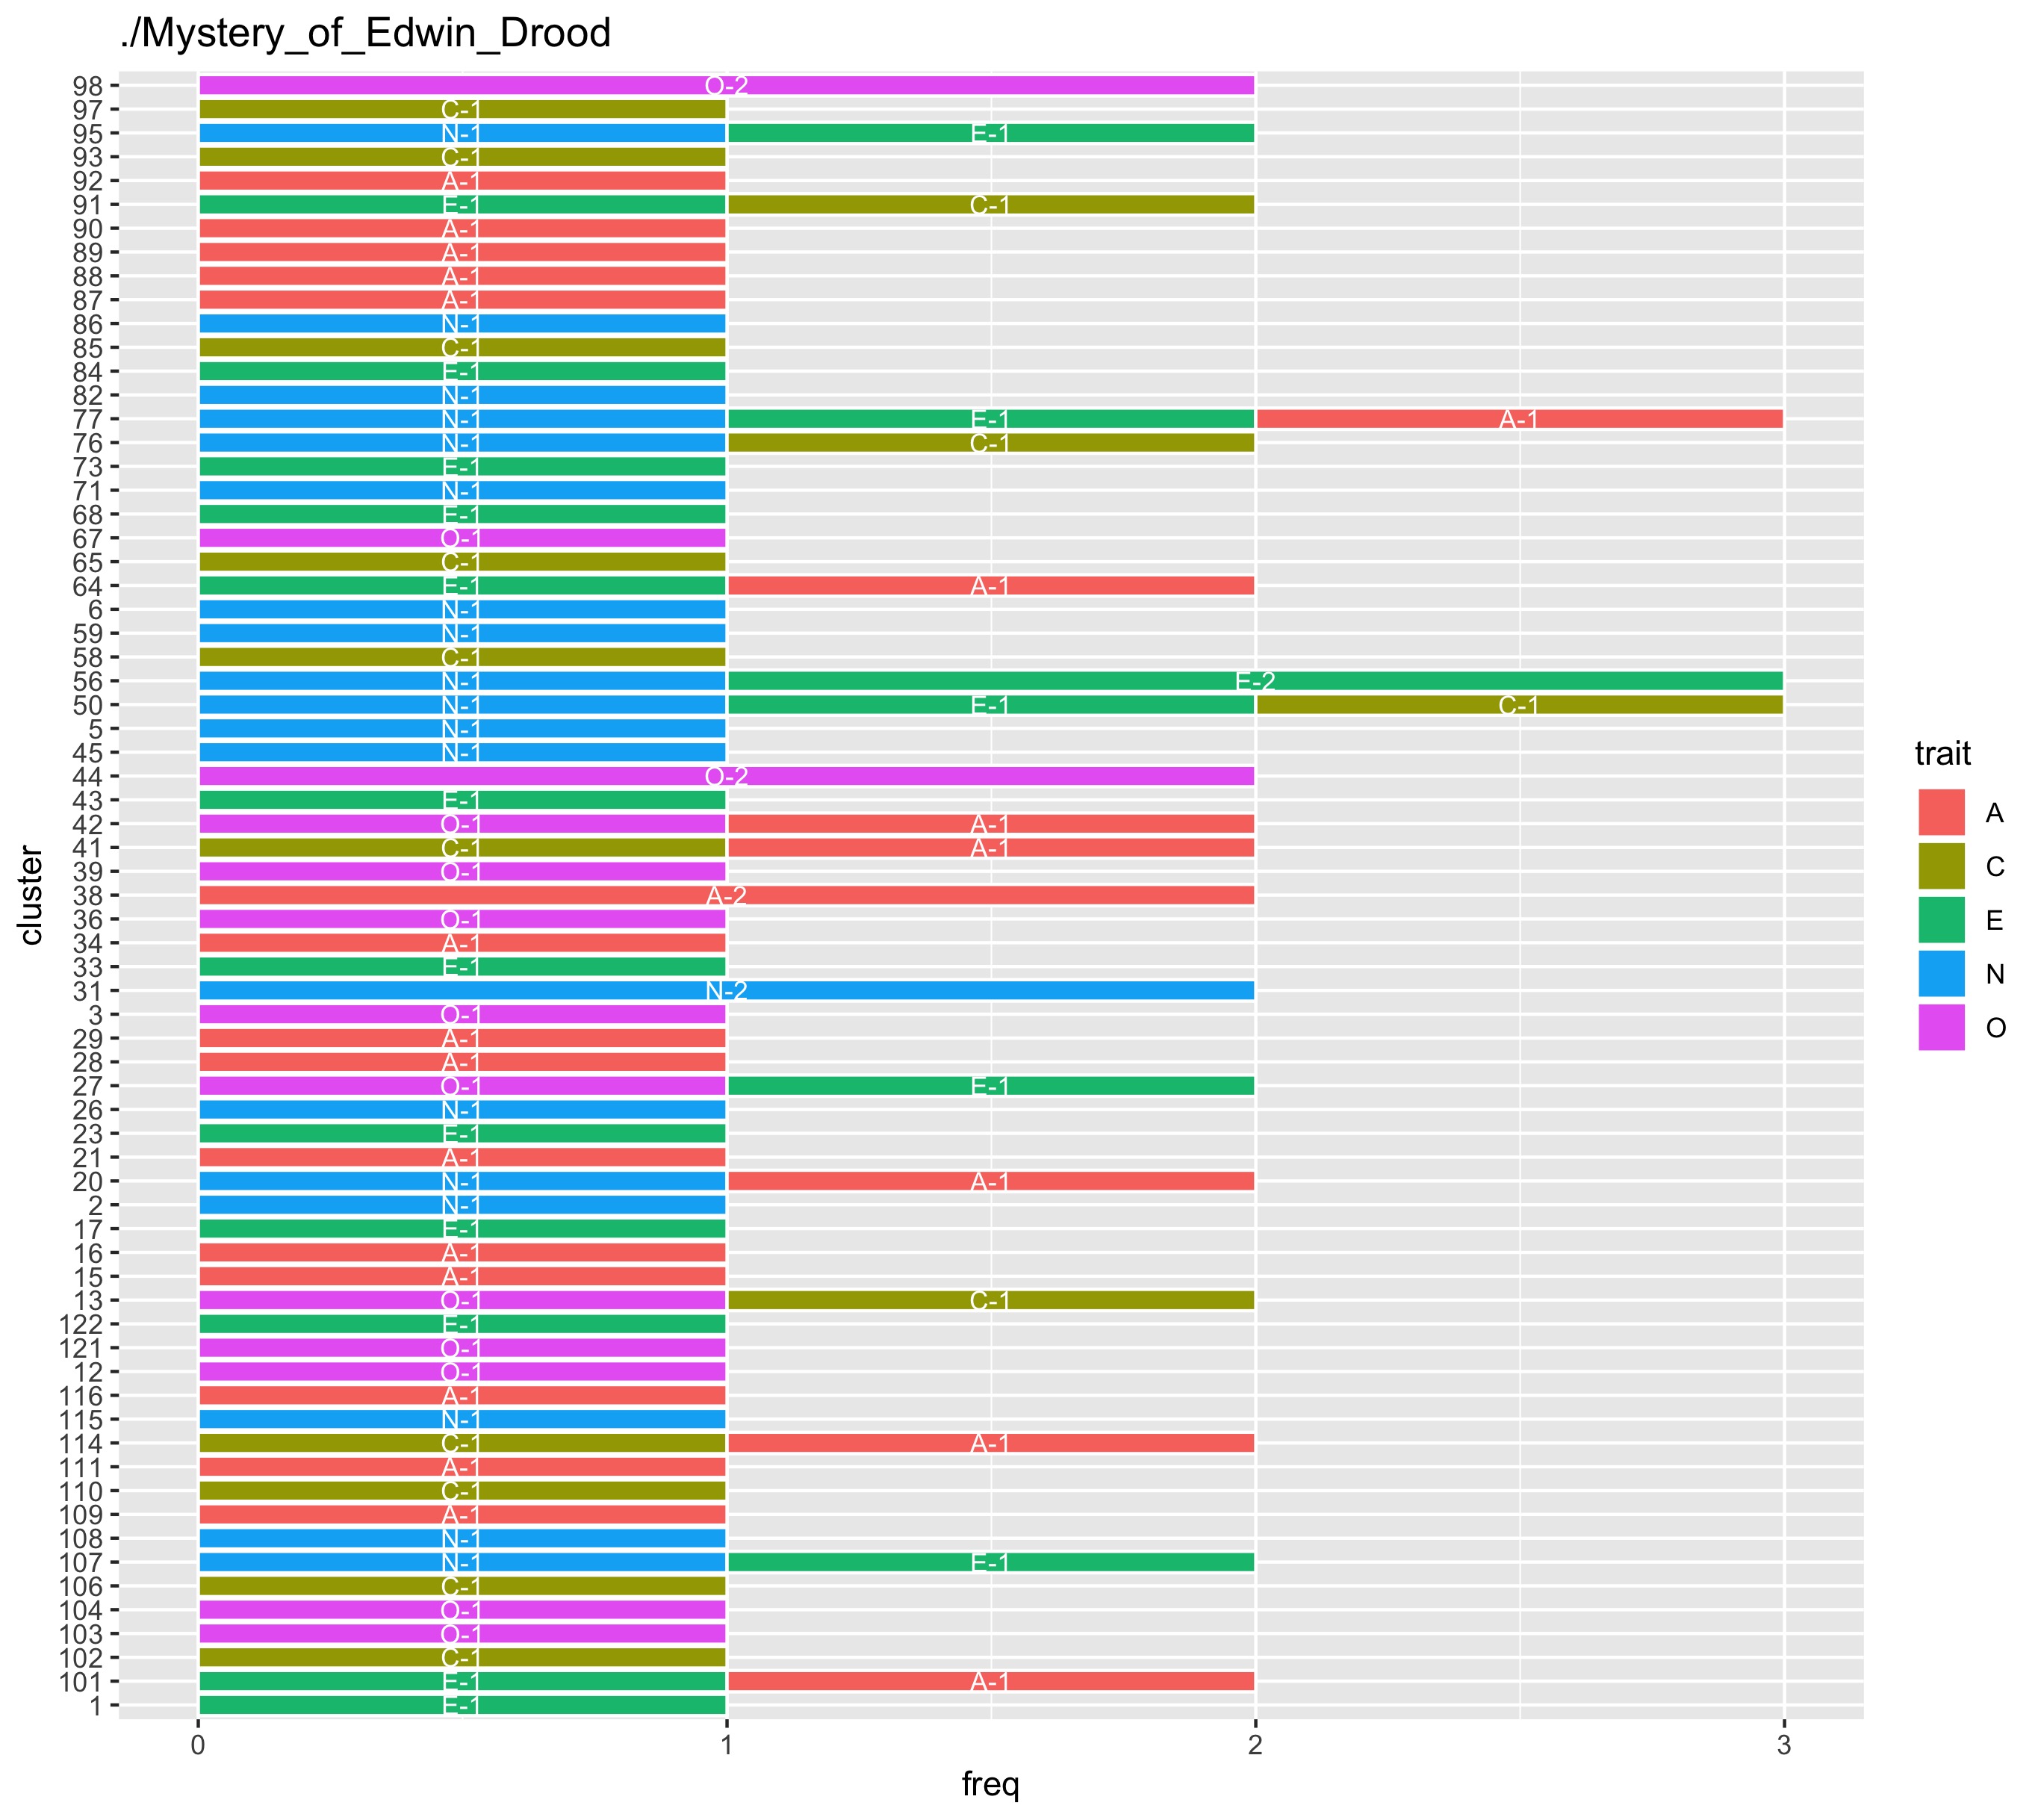 ./Mystery_of_Edwin_Drood
98 O-2
97 C-1
95 N-1 E-1
93 C-1
92 A-1
91 E-1 C-1
90 A-1
89 A-1
88 A-1
87 A-1
86 N-1
85 C-1
84 E-1
82 N-1
77 N-1 E-1 A-1
76 N-1 C-1
73 E-1
71 N-1
68 E-1
67 O-1
65 C-1
64 E-1 A-1
6 N-1
59 N-1
58 C-1
56 N-1 E-2
50 N-1 E-1 C-1
5 N-1
45 N-1
44 O-2
43 E-1
42 O-1 A-1
41 C-1 A-1
39 O-1
38 A-2
36 O-1
34 A-1
33 E-1
31 N-2
3 O-1
29 A-1
28 A-1
27 O-1 E-1
26 N-1
23 E-1
21 A-1
20 N-1 A-1
2 N-1
17 E-1
16 A-1
15 A-1
13 O-1 C-1
122 E-1
121 O-1
12 O-1
116 A-1
115 N-1
114 C-1 A-1
111 A-1
110 C-1
109 A-1
108 N-1
107 N-1 E-1
106 C-1
104 O-1
103 O-1
102 C-1
101 E-1 A-1
1 E-1
0 1 2 3
freq
cluster
trait
A
C
E
N
O